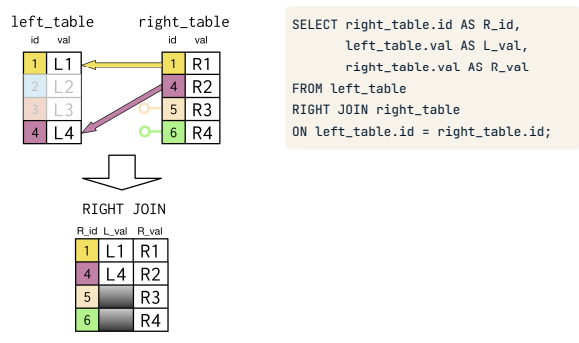 left_table
id val
1 L1
2 L2
3 L3
4 L4
right_table
id val
1 R1
4 R2
5 R3
6 R4
SELECT right_table.id AS R_id,
left_table.val AS L_val,
right_table.val AS R_val
FROM left_table
RIGHT JOIN right_table
ON left_table.id = right_table.id;
RIGHT JOIN
R_id L_val R_val
1 L1 R1
4 L4 R2
5 R3
6 R4